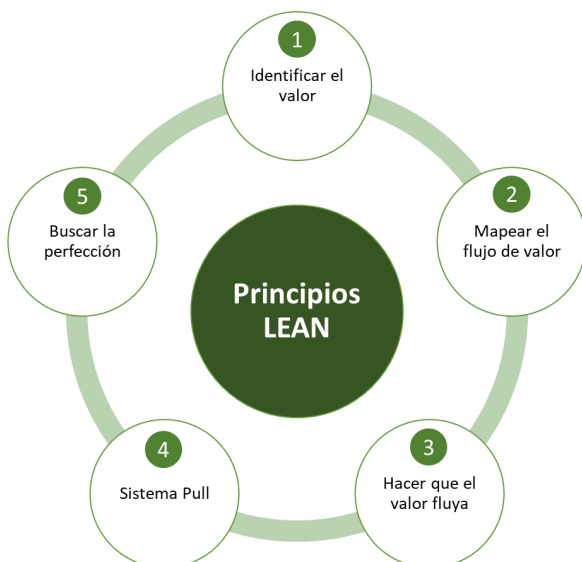 1
Identificar el
valor
2
Mapear el
flujo de valor
3
Hacer que el
valor fluya
4
Sistema Pull
5
Buscar la
perfección
Principios
LEAN